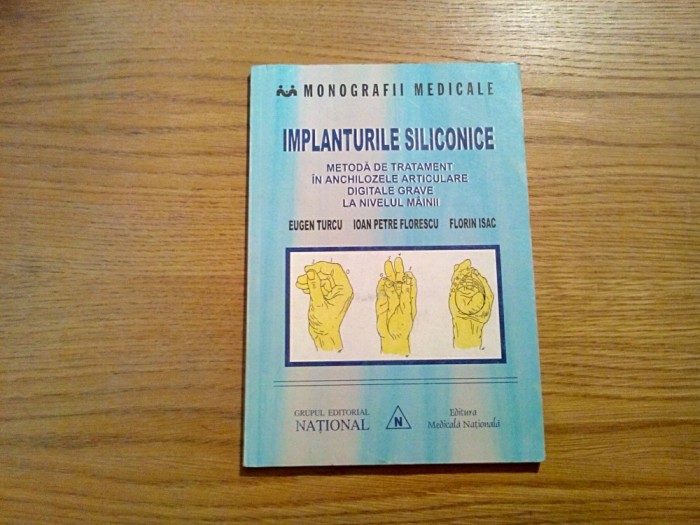 MONOGRAFII MEDICALE
IMPLANTURILE SILICONICE
METODĂ DE TRATAMENT
ÎN ANCHILOZELE ARTICULARE
DIGITALE GRAVE
LA NIVELUL MÂINII
EUGEN TURCU IOAN PETRE FLORESCU FLORIN ISAC
GRUPUL EDITORIAL
NAȚIONAL
N
Editura
Medicală Națională